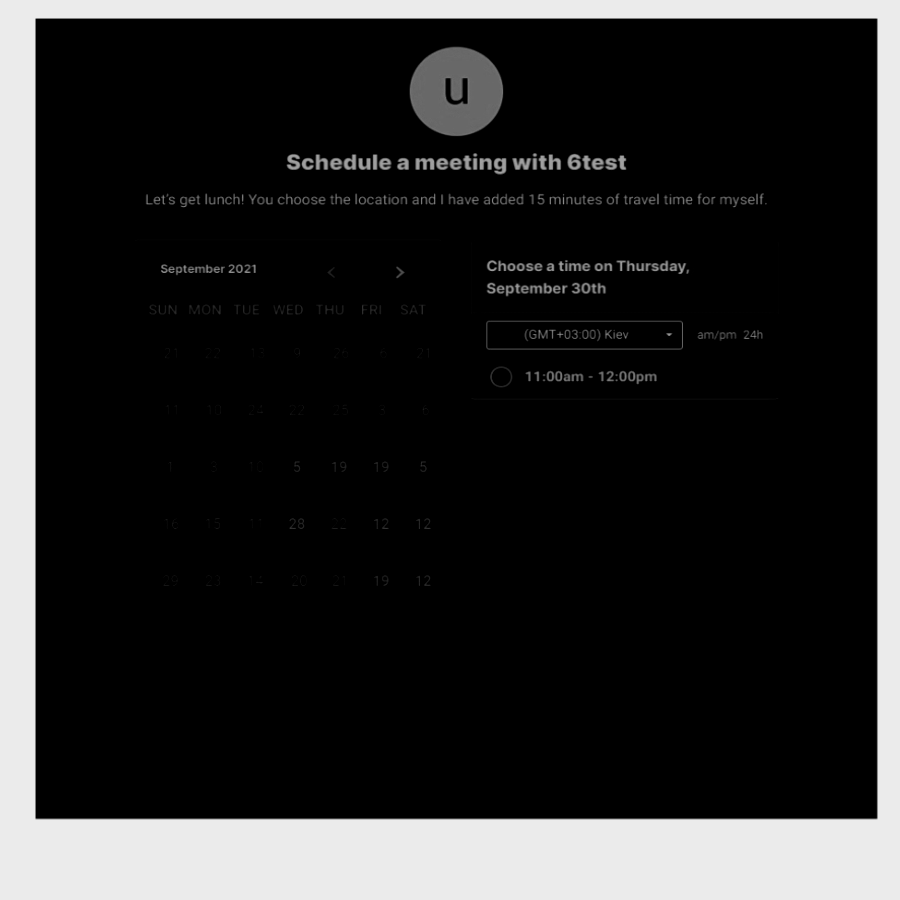 u
Schedule a meeting with 6test
Let's get lunch! You choose the location and I have added 15 minutes of travel time for myself.
September 2021
SUN MON TUE WED THU FRI SAT
21 22 13 9 26 6 21
11 10 24 22 25 3 6
1 8 10 5 19 19 5
16 15 11 28 22 12 12
29 23 14 20 21 19 12
Choose a time on Thursday,
September 30th
(GMT+03:00) Kiev am/pm 24h
11:00am - 12:00pm